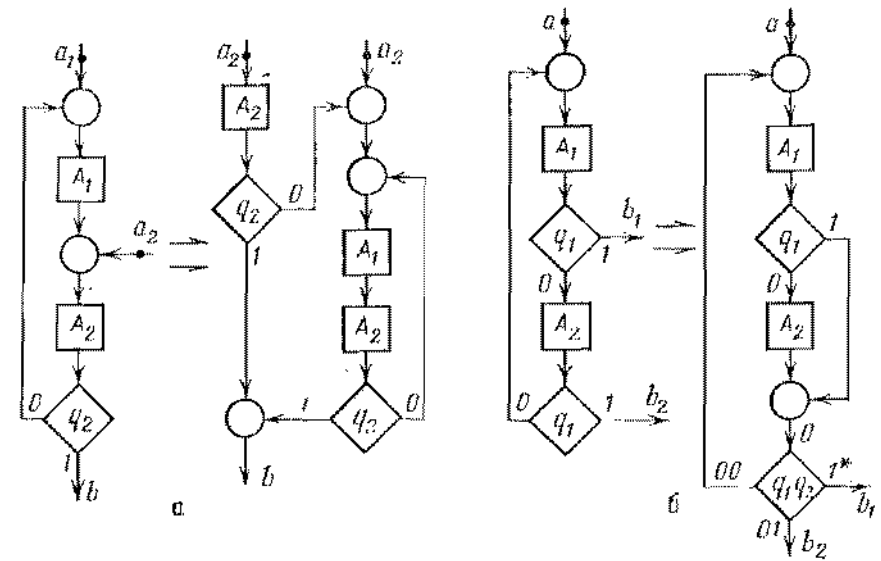 a₁
A₁
a₂
A₂
0
q₂
1
b
a₂
A₂
q₂
0
1
a₂
A₁
A₂
1
q₂
0
b
а
a
A₁
q₁
b₁
1
0
A₂
0
q₁
1
b₂
a
A₁
q₁
1
0
A₂
0
00
q₁q₂
1*
b₁
01
b₂
б